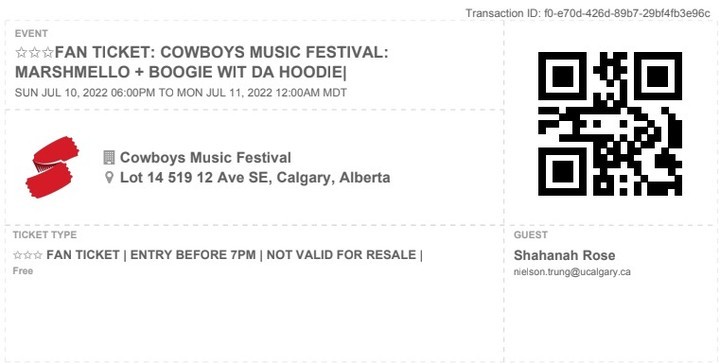 Transaction ID: f0-e70d-426d-89b7-29bf4fb3e96c
EVENT
☆☆☆FAN TICKET: COWBOYS MUSIC FESTIVAL:
MARSHMELLO + BOOGIE WIT DA HOODIE|
SUN JUL 10, 2022 06:00PM TO MON JUL 11, 2022 12:00AM MDT
Cowboys Music Festival
Lot 14 519 12 Ave SE, Calgary, Alberta
TICKET TYPE
☆☆☆ FAN TICKET | ENTRY BEFORE 7PM | NOT VALID FOR RESALE |
Free
GUEST
Shahanah Rose
nielson.trung@ucalgary.ca